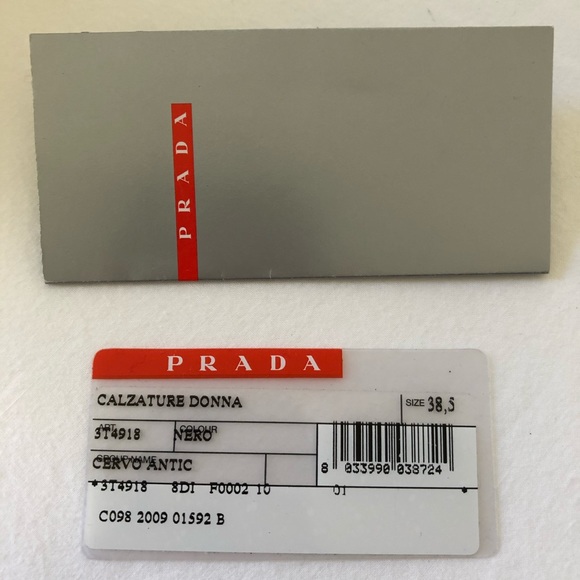 PRADA
PRADA
CALZATURE DONNA
SIZE 38,5
ART. COLOUR
3T4918 NERO
GROUP NAME
CERVO ANTIC
8 033990 038724
*3T4918 8DI F0002 10 01 *
C098 2009 01592 B